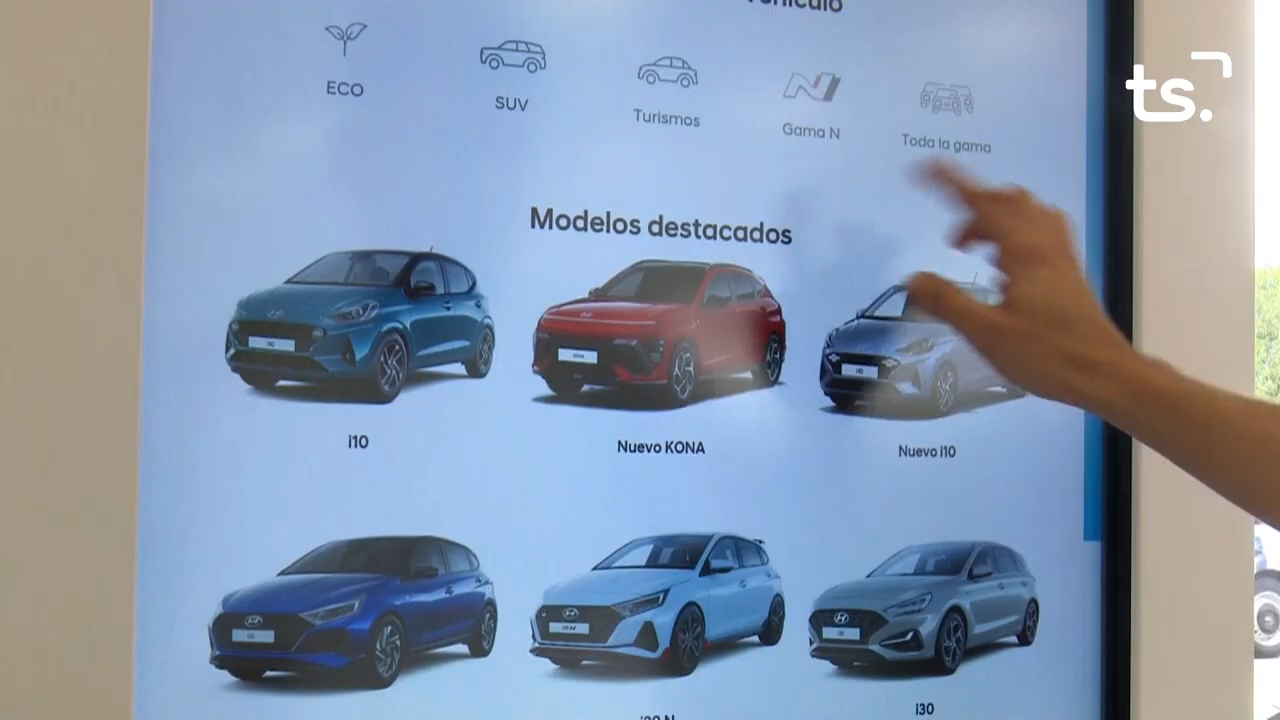 ts.
ECO
SUV
Turismos
Gama N
Toda la gama
Modelos destacados
i10
Nuevo KONA
Nuevo i10
i30